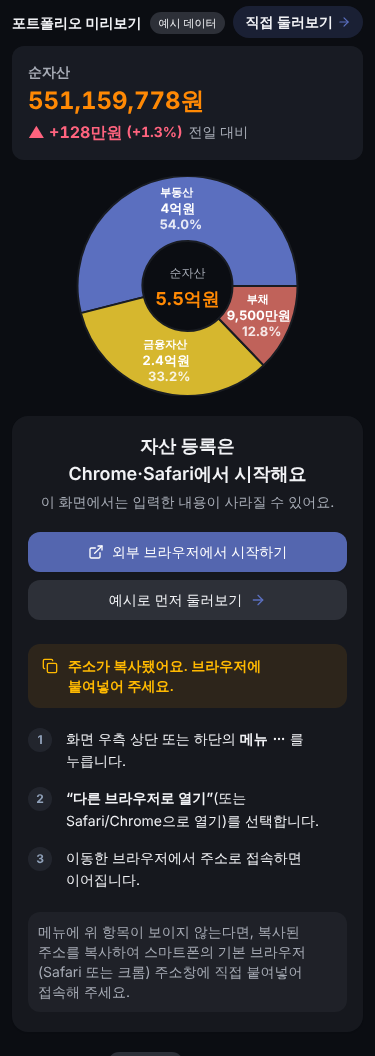 포트폴리오 미리보기 예시 데이터 직접 둘러보기 →
순자산
551,159,778원
▲ +128만원 (+1.3%) 전일 대비
부동산
4억원
54.0%
순자산
5.5억원
부채
9,500만원
12.8%
금융자산
2.4억원
33.2%
자산 등록은
Chrome·Safari에서 시작해요
이 화면에서는 입력한 내용이 사라질 수 있어요.
외부 브라우저에서 시작하기
예시로 먼저 둘러보기 →
주소가 복사됐어요. 브라우저에
붙여넣어 주세요.
1 화면 우측 상단 또는 하단의 메뉴 ⋯ 를
누릅니다.
2 “다른 브라우저로 열기”(또는
Safari/Chrome으로 열기)를 선택합니다.
3 이동한 브라우저에서 주소로 접속하면
이어집니다.
메뉴에 위 항목이 보이지 않는다면, 복사된
주소를 복사하여 스마트폰의 기본 브라우저
(Safari 또는 크롬) 주소창에 직접 붙여넣어
접속해 주세요.